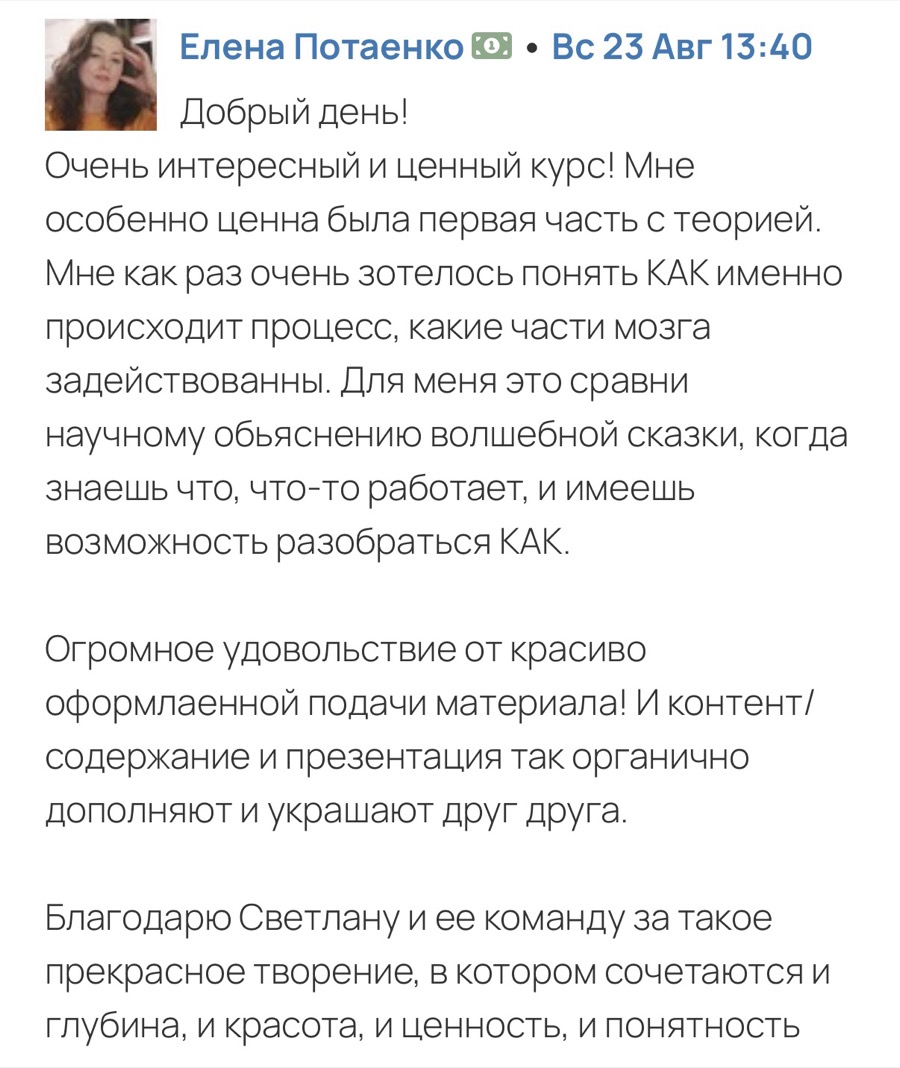 Елена Потаенко • Вс 23 Авг 13:40
Добрый день!
Очень интересный и ценный курс! Мне
особенно ценна была первая часть с теорией.
Мне как раз очень зотелось понять КАК именно
происходит процесс, какие части мозга
задействованны. Для меня это сравни
научному обьяснению волшебной сказки, когда
знаешь что, что-то работает, и имеешь
возможность разобраться КАК.
Огромное удовольствие от красиво
оформлаенной подачи материала! И контент/
содержание и презентация так органично
дополняют и украшают друг друга.
Благодарю Светлану и ее команду за такое
прекрасное творение, в котором сочетаются и
глубина, и красота, и ценность, и понятность